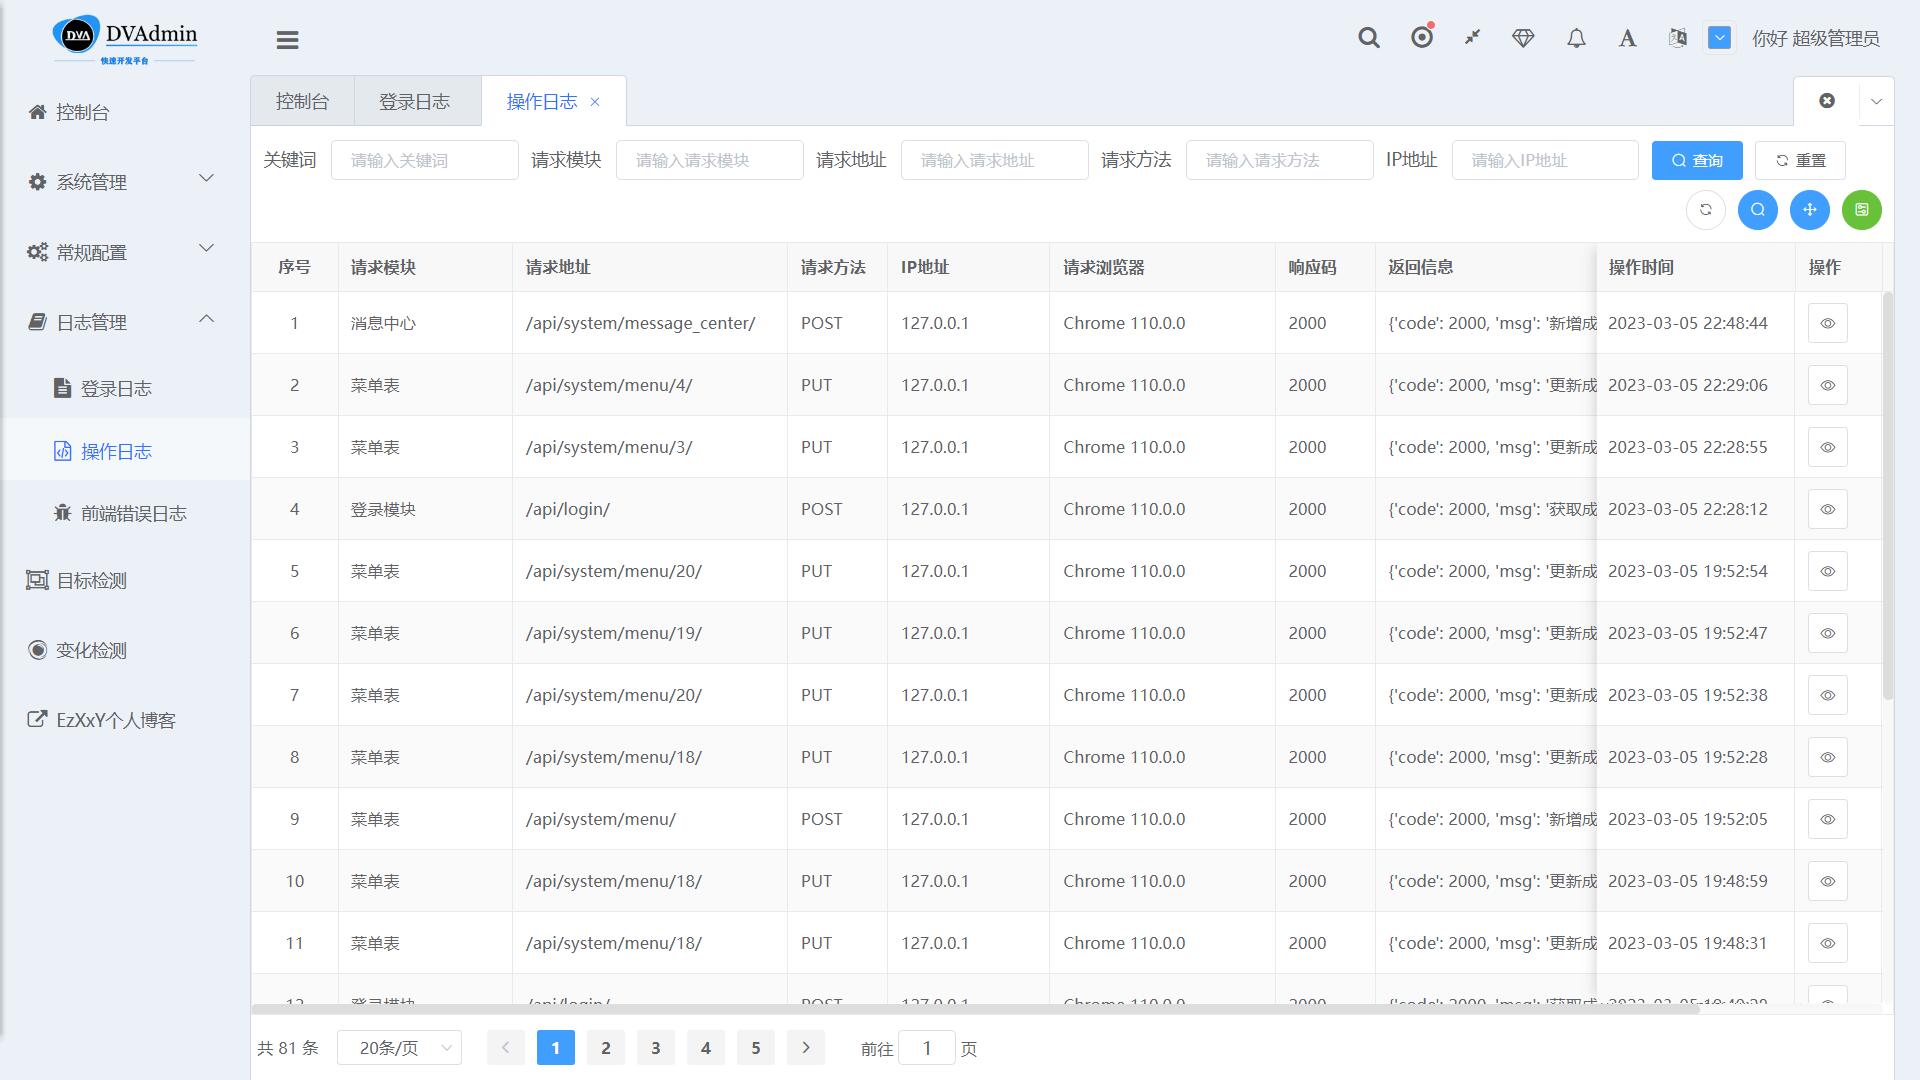 DVA DVAdmin
快速开发平台
你好 超级管理员
控制台
系统管理
常规配置
日志管理
登录日志
操作日志
前端错误日志
目标检测
变化检测
EzXxY个人博客
控制台 登录日志 操作日志
关键词 请输入关键词 请求模块 请输入请求模块 请求地址 请输入请求地址 请求方法 请输入请求方法 IP地址 请输入IP地址 查询 重置
序号 请求模块 请求地址 请求方法 IP地址 请求浏览器 响应码 返回信息 操作时间 操作
1 消息中心 /api/system/message_center/ POST 127.0.0.1 Chrome 110.0.0 2000 {'code': 2000, 'msg': '新增成 2023-03-05 22:48:44
2 菜单表 /api/system/menu/4/ PUT 127.0.0.1 Chrome 110.0.0 2000 {'code': 2000, 'msg': '更新成 2023-03-05 22:29:06
3 菜单表 /api/system/menu/3/ PUT 127.0.0.1 Chrome 110.0.0 2000 {'code': 2000, 'msg': '更新成 2023-03-05 22:28:55
4 登录模块 /api/login/ POST 127.0.0.1 Chrome 110.0.0 2000 {'code': 2000, 'msg': '获取成 2023-03-05 22:28:12
5 菜单表 /api/system/menu/20/ PUT 127.0.0.1 Chrome 110.0.0 2000 {'code': 2000, 'msg': '更新成 2023-03-05 19:52:54
6 菜单表 /api/system/menu/19/ PUT 127.0.0.1 Chrome 110.0.0 2000 {'code': 2000, 'msg': '更新成 2023-03-05 19:52:47
7 菜单表 /api/system/menu/20/ PUT 127.0.0.1 Chrome 110.0.0 2000 {'code': 2000, 'msg': '更新成 2023-03-05 19:52:38
8 菜单表 /api/system/menu/18/ PUT 127.0.0.1 Chrome 110.0.0 2000 {'code': 2000, 'msg': '更新成 2023-03-05 19:52:28
9 菜单表 /api/system/menu/ POST 127.0.0.1 Chrome 110.0.0 2000 {'code': 2000, 'msg': '新增成 2023-03-05 19:52:05
10 菜单表 /api/system/menu/18/ PUT 127.0.0.1 Chrome 110.0.0 2000 {'code': 2000, 'msg': '更新成 2023-03-05 19:48:59
11 菜单表 /api/system/menu/18/ PUT 127.0.0.1 Chrome 110.0.0 2000 {'code': 2000, 'msg': '更新成 2023-03-05 19:48:31
12 登录模块 /api/login/ POST 127.0.0.1 Chrome 110.0.0 2000 {'code': 2000, 'msg': '获取成
共 81 条 20条/页 1 2 3 4 5 前往 1 页